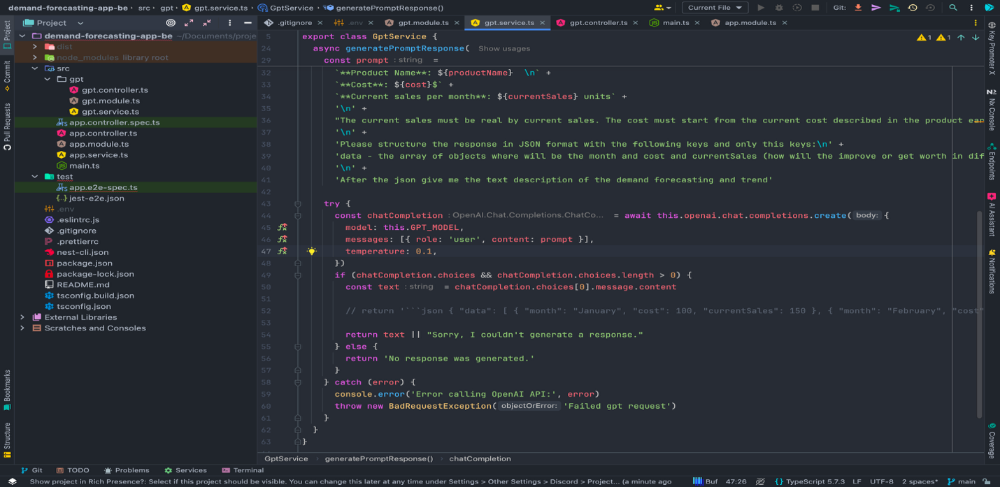 demand-forecasting-app-be › src › gpt › gpt.service.ts › GptService › generatePromptResponse()
Current File
Git:
Project
.gitignore
.env
gpt.module.ts
gpt.service.ts
gpt.controller.ts
main.ts
app.module.ts
demand-forecasting-app-be ~/Documents/proje
dist
node_modules library root
src
gpt
gpt.controller.ts
gpt.module.ts
gpt.service.ts
app.controller.spec.ts
app.controller.ts
app.module.ts
app.service.ts
main.ts
test
app.e2e-spec.ts
jest-e2e.json
.env
.eslintrc.js
.gitignore
.prettierrc
nest-cli.json
package.json
package-lock.json
README.md
tsconfig.build.json
tsconfig.json
External Libraries
Scratches and Consoles
Project
Commit
Pull Requests
Bookmarks
Structure
5 export class GptService {
24 async generatePromptResponse( Show usages
29 const prompt : string =
32 `**Product Name**: ${productName} \n` +
33 `**Cost**: ${cost}$` +
34 `**Current sales per month**: ${currentSales} units` +
35 '\n' +
36 "The current sales must be real by current sales. The cost must start from the current cost described in the product ear
37 '\n' +
38 'Please structure the response in JSON format with the following keys and only this keys:\n' +
39 'data - the array of objects where will be the month and cost and currentSales (how will the improve or get worth in dif
40 '\n' +
41 'After the json give me the text description of the demand forecasting and trend'
42
43 try {
44 const chatCompletion : OpenAI.Chat.Completions.ChatCo... = await this.openai.chat.completions.create( body: {
45 model: this.GPT_MODEL,
46 messages: [{ role: 'user', content: prompt }],
47 temperature: 0.1,
48 })
49 if (chatCompletion.choices && chatCompletion.choices.length > 0) {
50 const text : string = chatCompletion.choices[0].message.content
51
52 // return '```json { "data": [ { "month": "January", "cost": 100, "currentSales": 150 }, { "month": "February", "cost"
53
54 return text || "Sorry, I couldn't generate a response."
55 } else {
56 return 'No response was generated.'
57 }
58 } catch (error) {
59 console.error('Error calling OpenAI API:', error)
60 throw new BadRequestException( objectOrError: 'Failed gpt request')
61 }
62 }
63 }
1 1
Key Promoter X
Nx Console
Endpoints
AI Assistant
Notifications
Coverage
GptService › generatePromptResponse() › chatCompletion
Git
TODO
Problems
Services
Terminal
Show project in Rich Presence?: Select if this project should be visible. You can change this later at any time under Settings > Other Settings > Discord > Project... (a minute ago
Buf 47:26 {} TypeScript 5.7.3 LF UTF-8 2 spaces* main